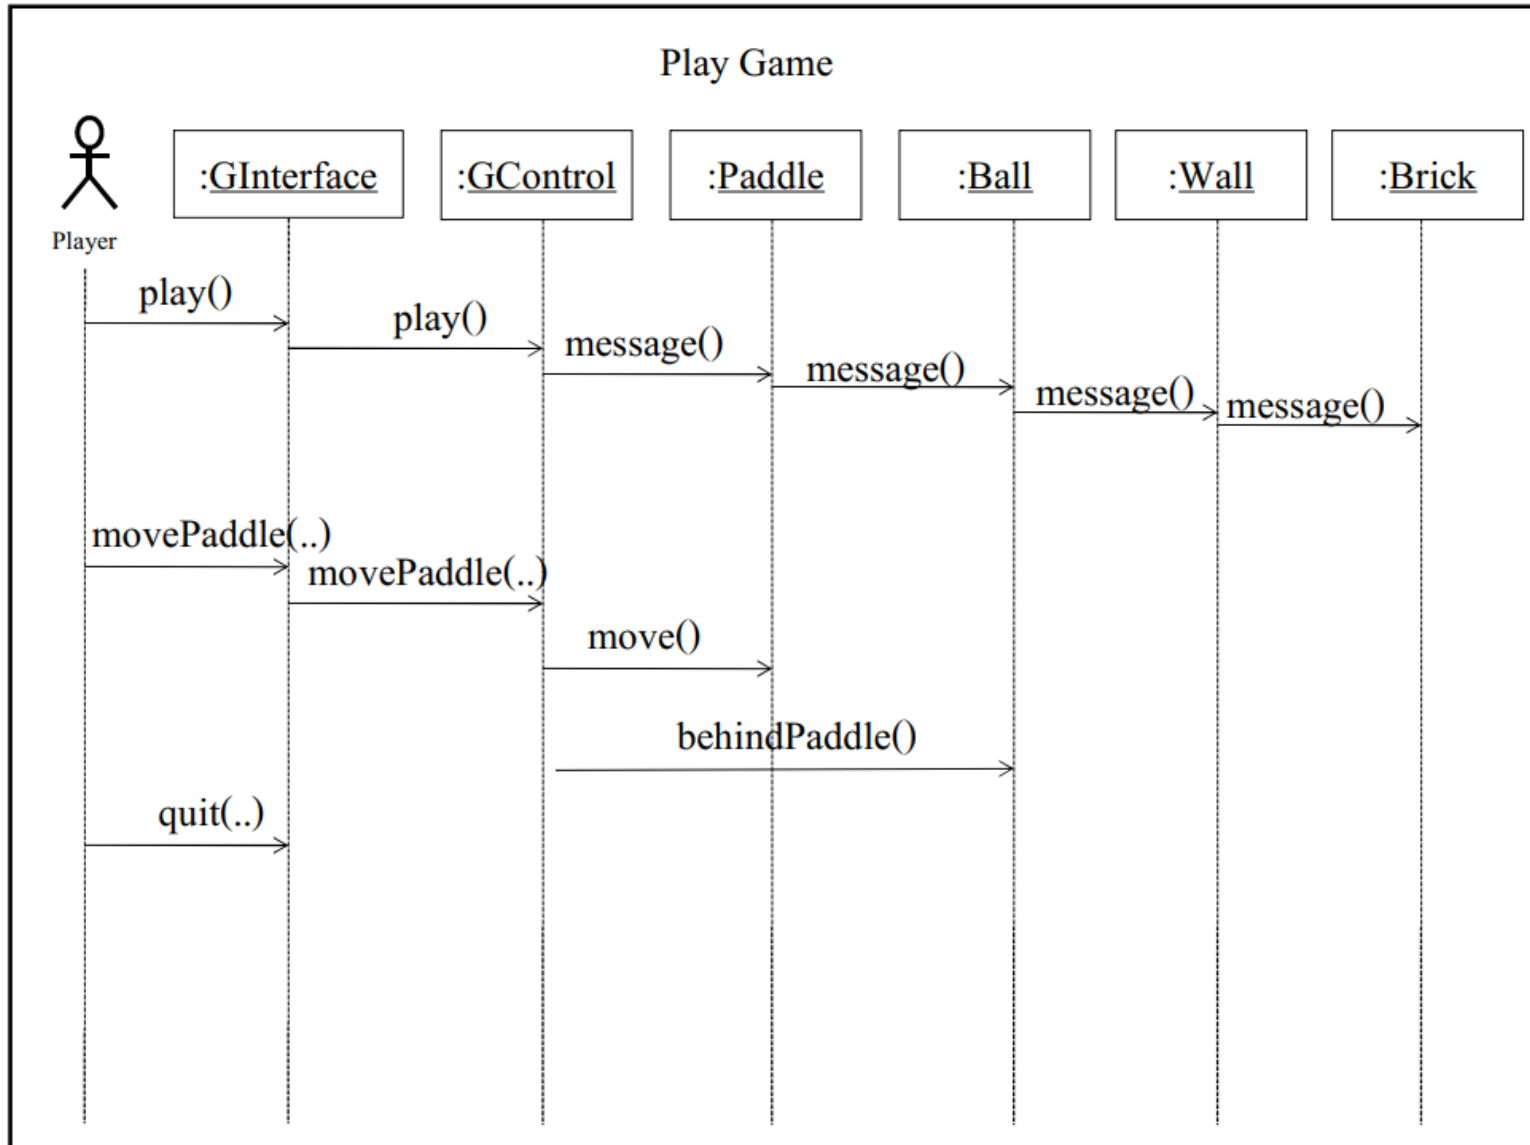 Play Game
:GInterface
:GControl
:Paddle
:Ball
:Wall
:Brick
Player
play()
play()
message()
message()
message()
message()
movePaddle(..)
movePaddle(..)
move()
behindPaddle()
quit(..)